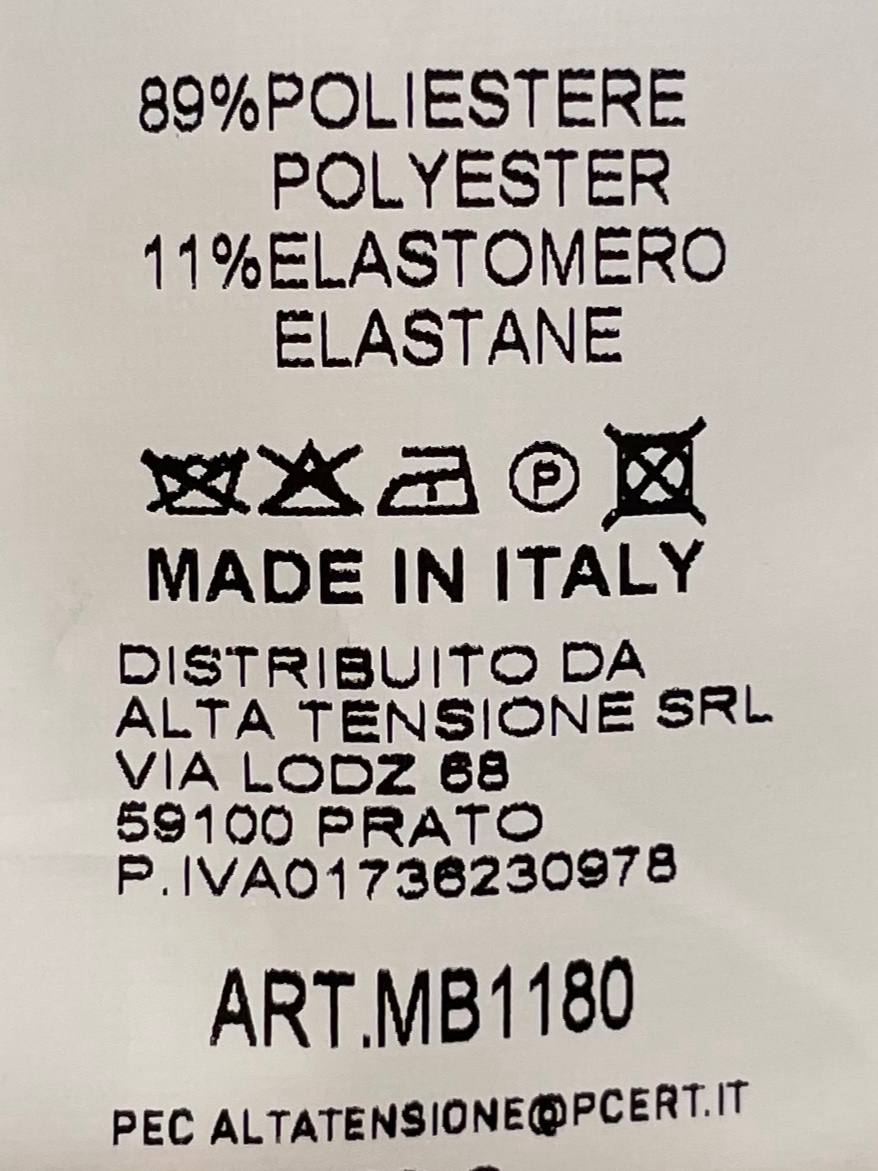 89%POLIESTERE
POLYESTER
11%ELASTOMERO
ELASTANE
P
MADE IN ITALY
DISTRIBUITO DA
ALTA TENSIONE SRL
VIA LODZ 68
59100 PRATO
P.IVA01736230978
ART.MB1180
PEC ALTATENSIONE@PCERT.IT